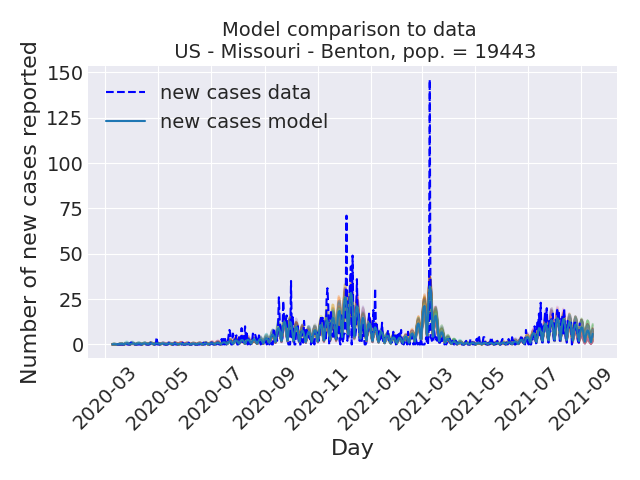 Model comparison to data
US - Missouri - Benton, pop. = 19443
Number of new cases reported
150
125
100
75
50
25
0
new cases data
new cases model
2020-03
2020-05
2020-07
2020-09
2020-11
2021-01
2021-03
2021-05
2021-07
2021-09
Day